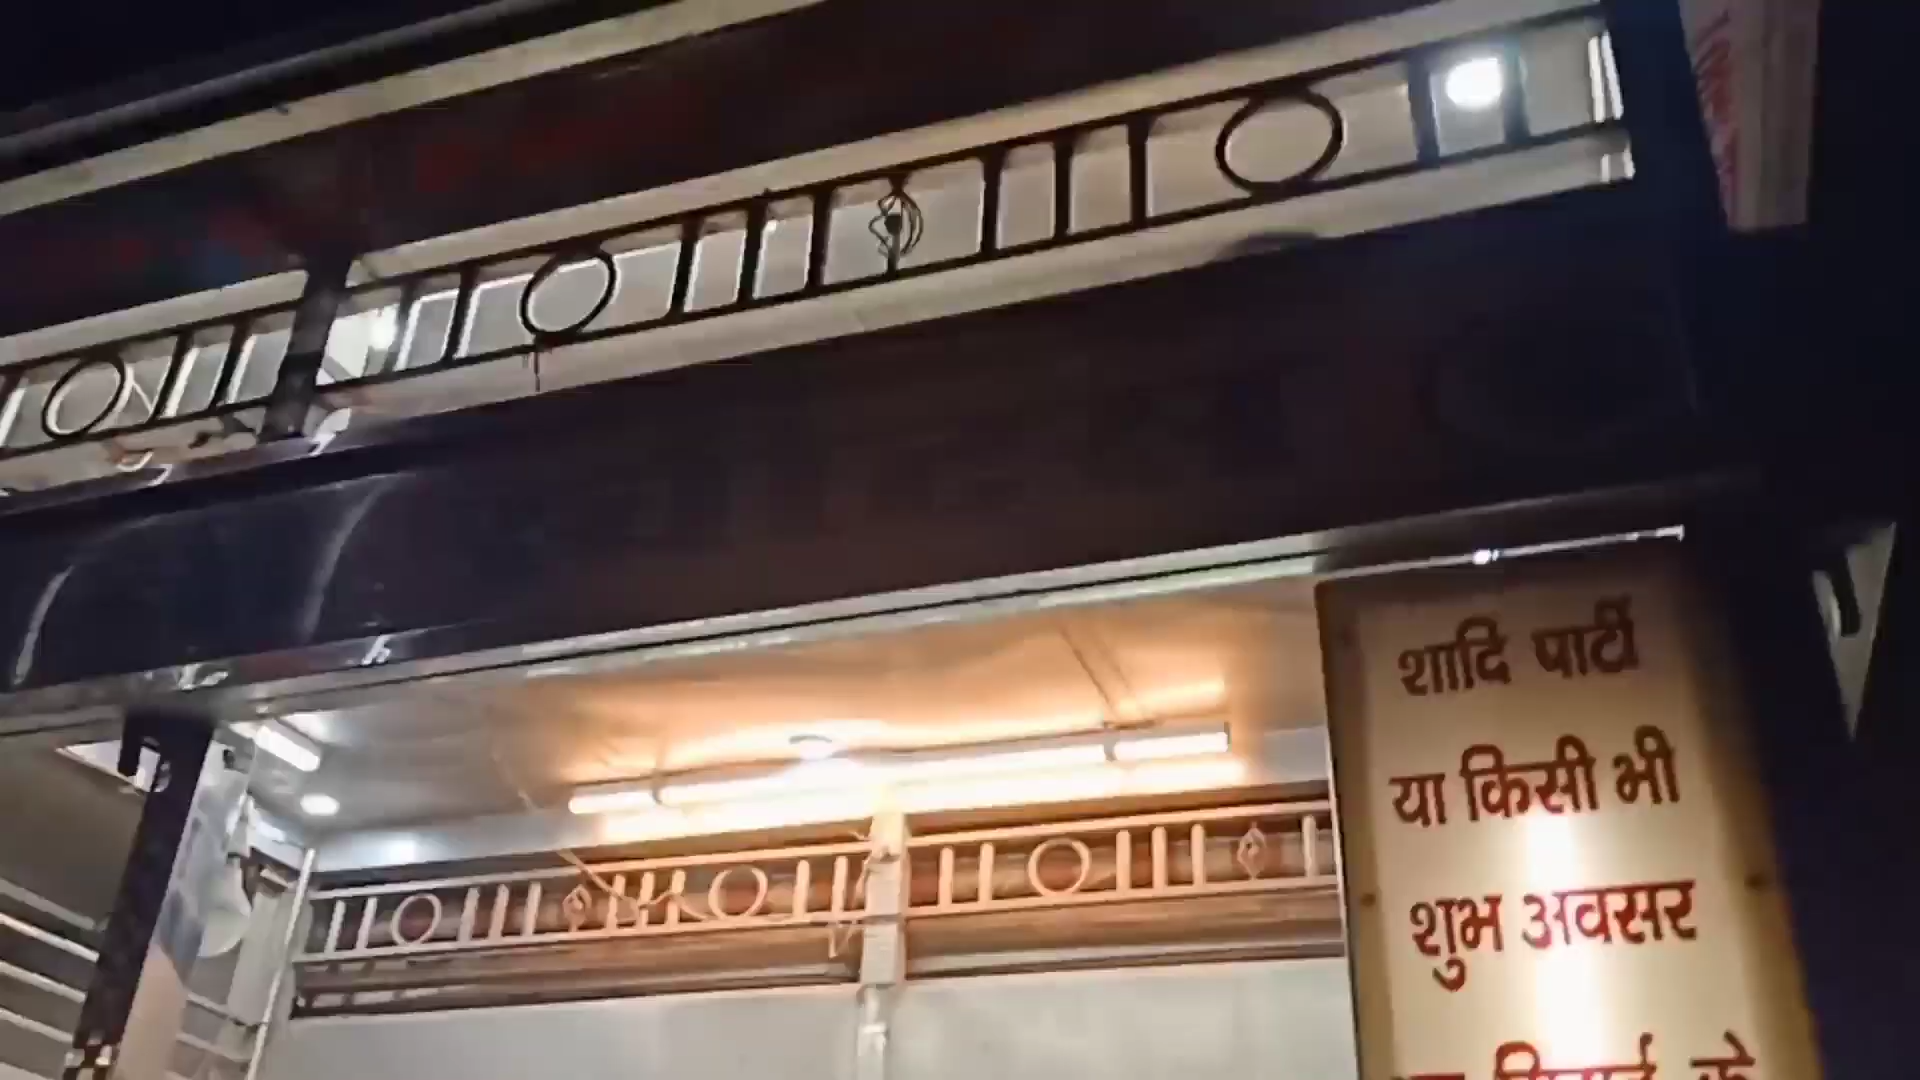 शादि पार्टी
या किसी भी
शुभ अवसर
के